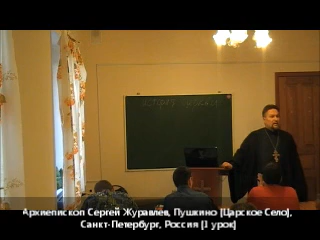 Архиепископ Сергей Журавлев, Пушкино (Царское Село),
Санкт-Петербург, Россия (1 урок)